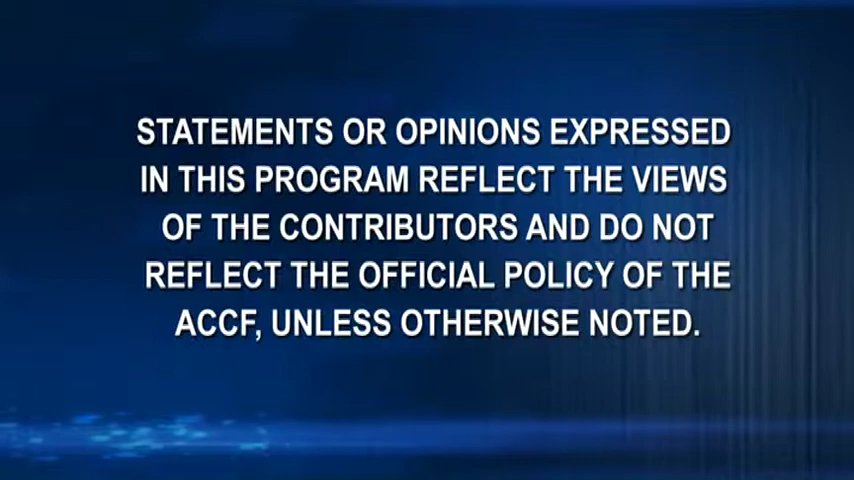 STATEMENTS OR OPINIONS EXPRESSED
IN THIS PROGRAM REFLECT THE VIEWS
OF THE CONTRIBUTORS AND DO NOT
REFLECT THE OFFICIAL POLICY OF THE
ACCF, UNLESS OTHERWISE NOTED.